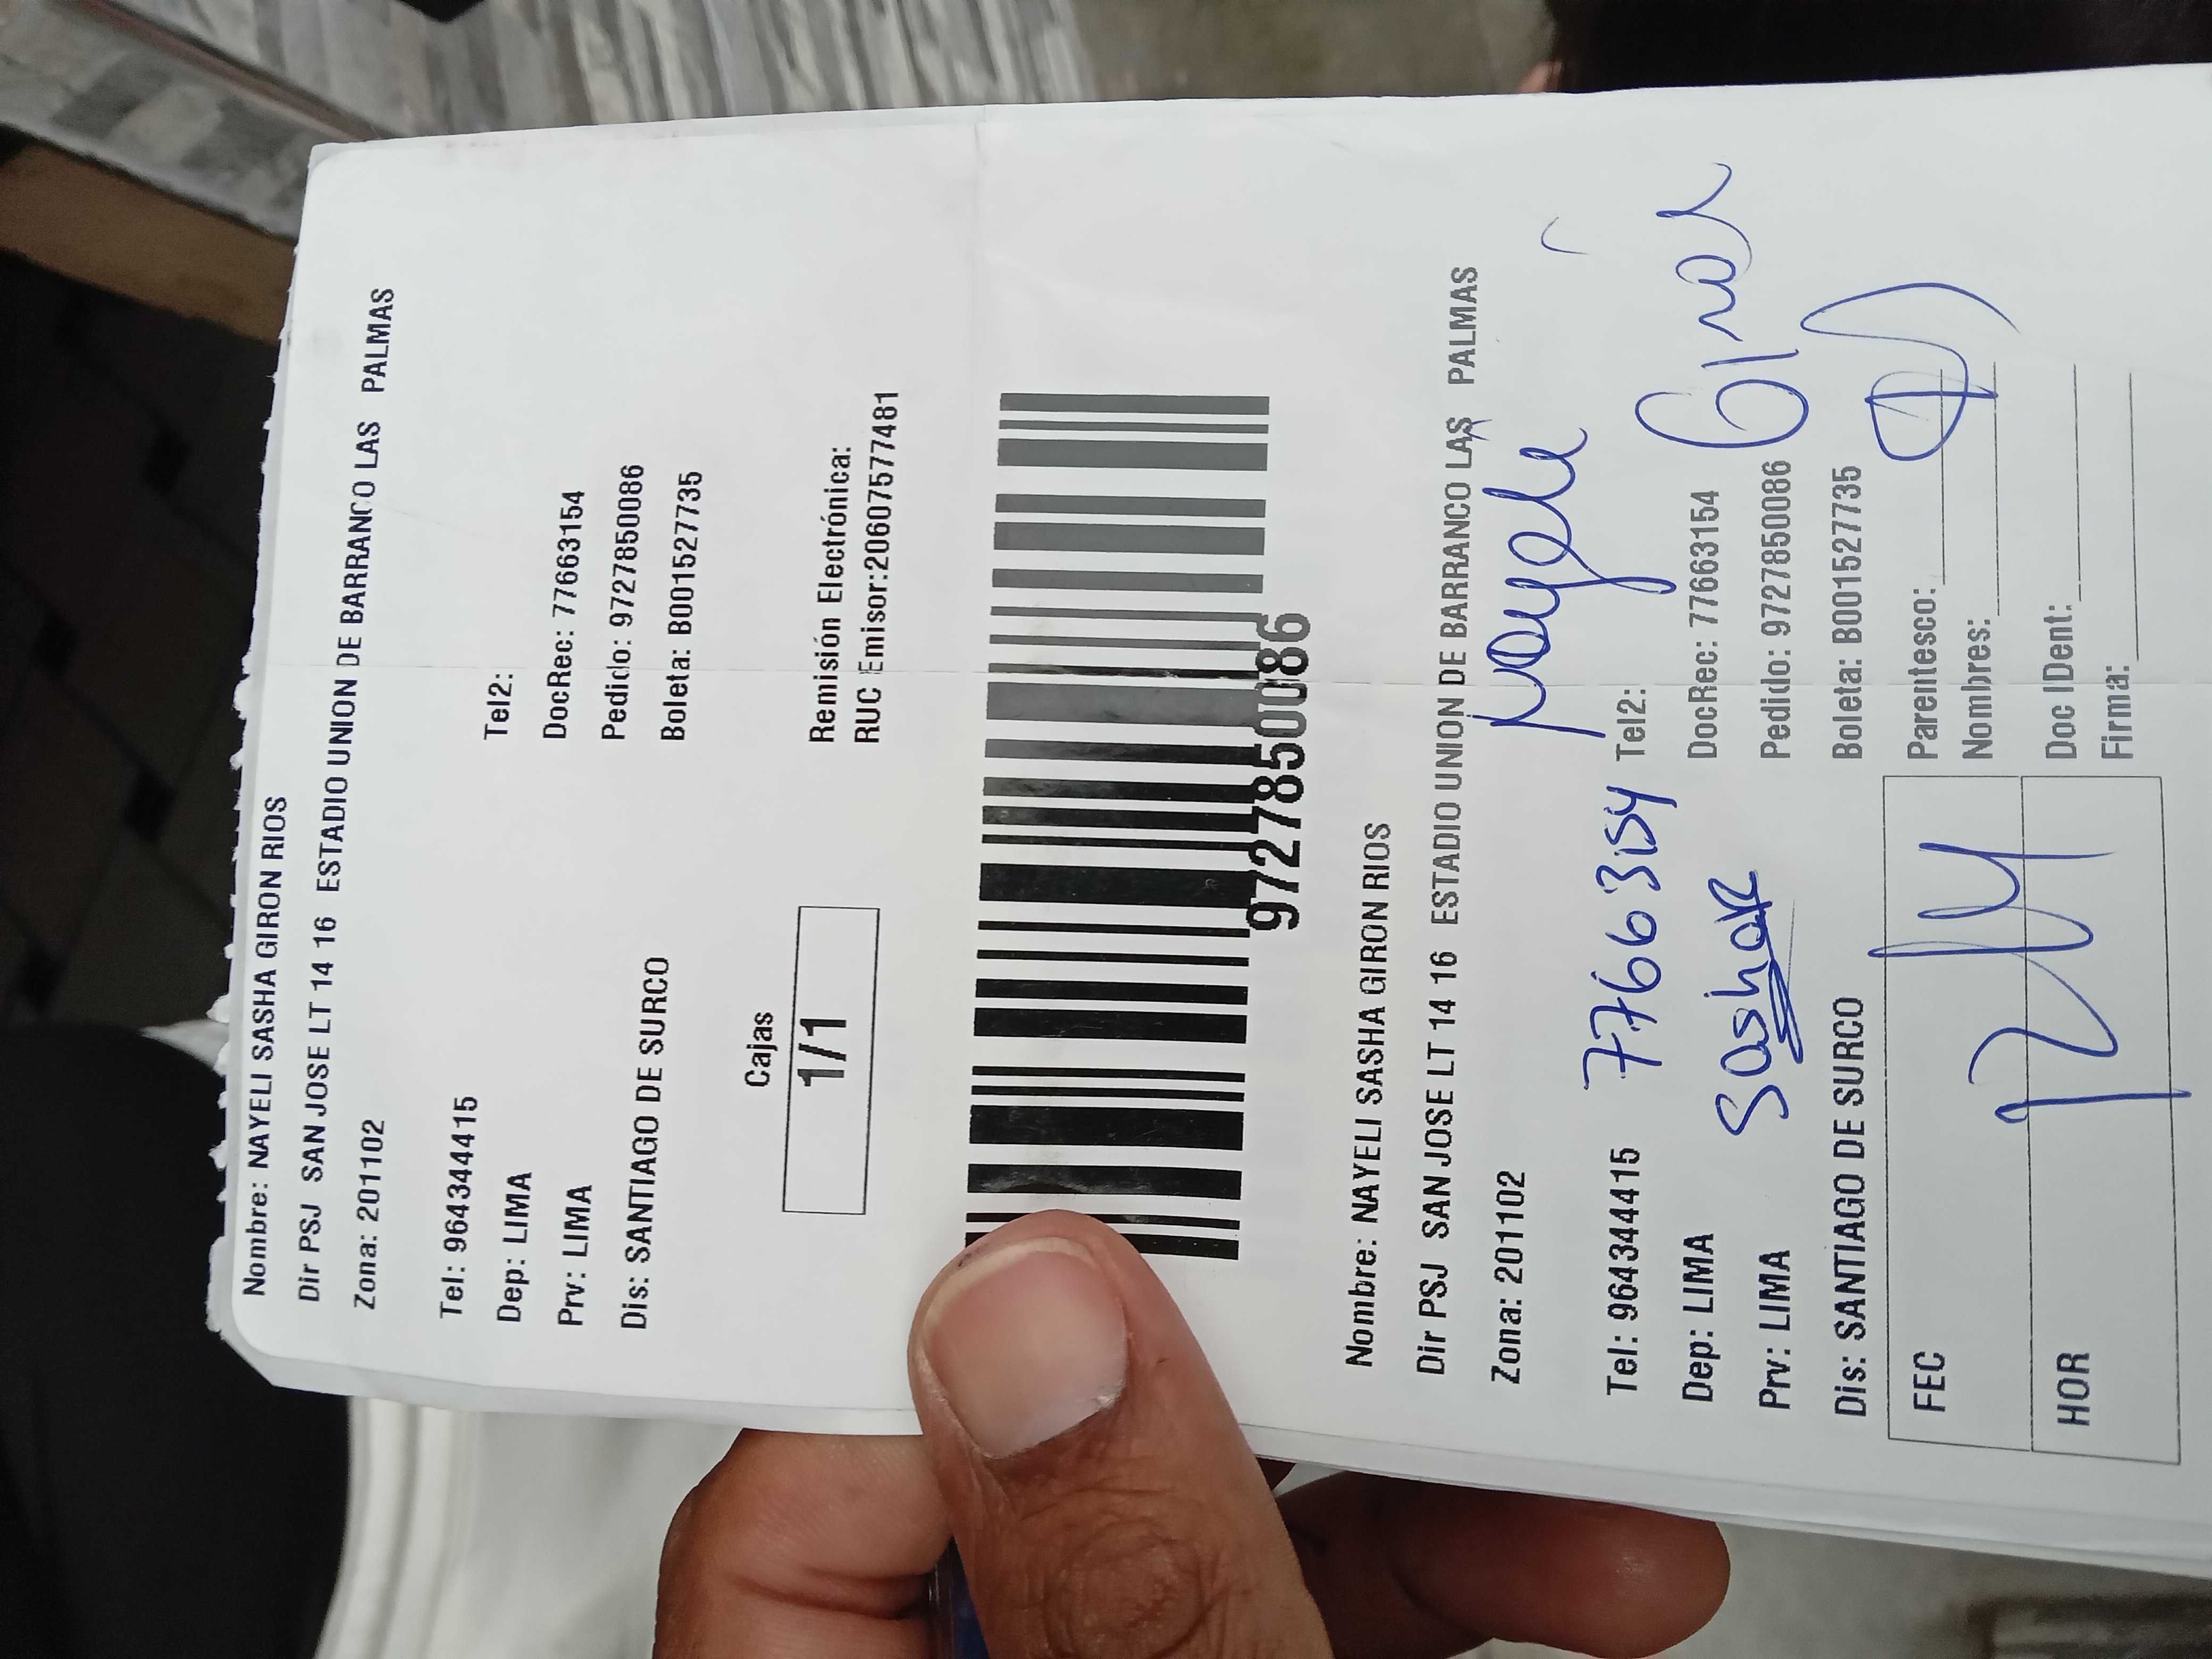 Nombre: NAYELI SASHA GIRON RIOS
Dir PSJ SAN JOSE LT 14 16 ESTADIO UNION DE BARRANCO LAS PALMAS
Zona: 201102
Tel: 964344415 Tel2:
Dep: LIMA DocRec: 77663154
Prv: LIMA Pedido: 97278500086
Dis: SANTIAGO DE SURCO Boleta: B001527735
Cajas
1/1
Remisión Electrónica:
RUC Emisor:20607577481
97278500086
Nombre: NAYELI SASHA GIRON RIOS
Dir PSJ SAN JOSE LT 14 16 ESTADIO UNION DE BARRANCO LAS PALMAS
Zona: 201102
Nayeli
Tel: 964344415 77663154 Tel2:
Dep: LIMA Sasha DocRec: 77663154 Giron
Prv: LIMA Pedido: 97278500086
Dis: SANTIAGO DE SURCO Boleta: B001527735
FEC Parentesco:
Nombres:
HOR Doc IDent:
Firma: